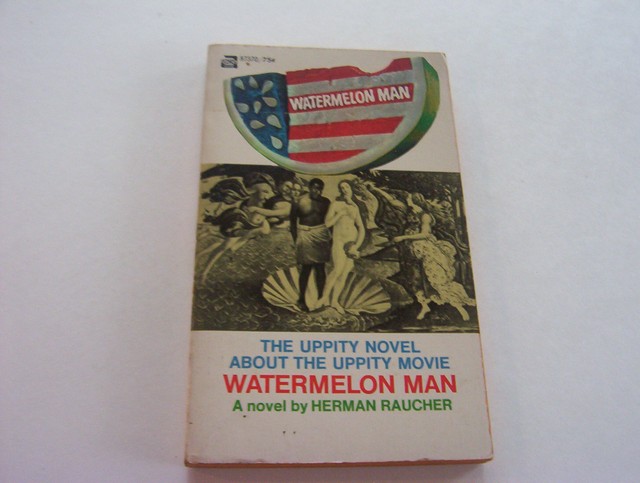 WATERMELON MAN
THE UPPITY NOVEL
ABOUT THE UPPITY MOVIE
WATERMELON MAN
A novel by HERMAN RAUCHER